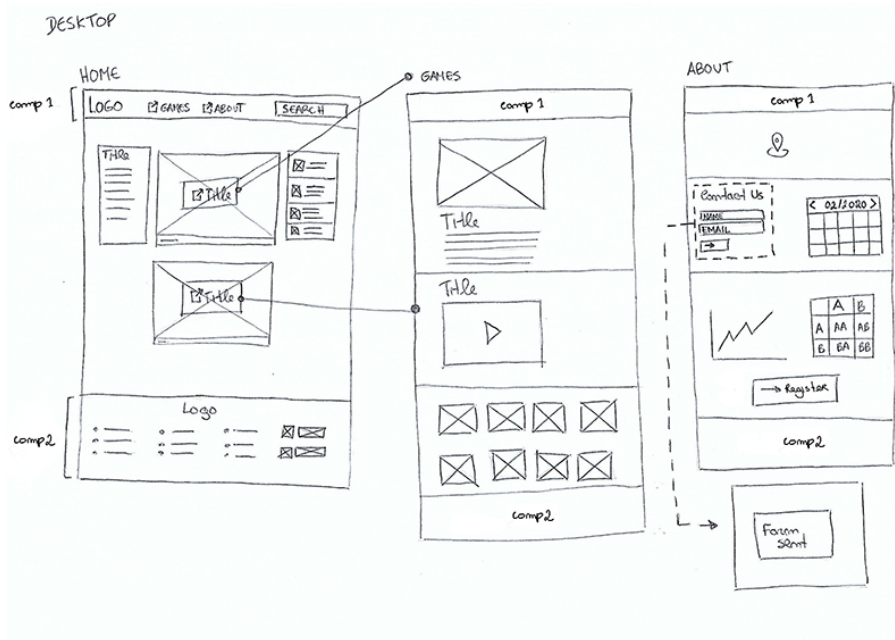 DESKTOP
HOME
comp 1
LOGO GAMES ABOUT SEARCH
Title
Title
Title
Logo
comp2
GAMES
comp 1
Title
Title
comp2
ABOUT
comp 1
Contact Us
NAME
EMAIL
< 02/2020 >
A B
A AA AB
B BA BB
Register
comp2
Form
Sent